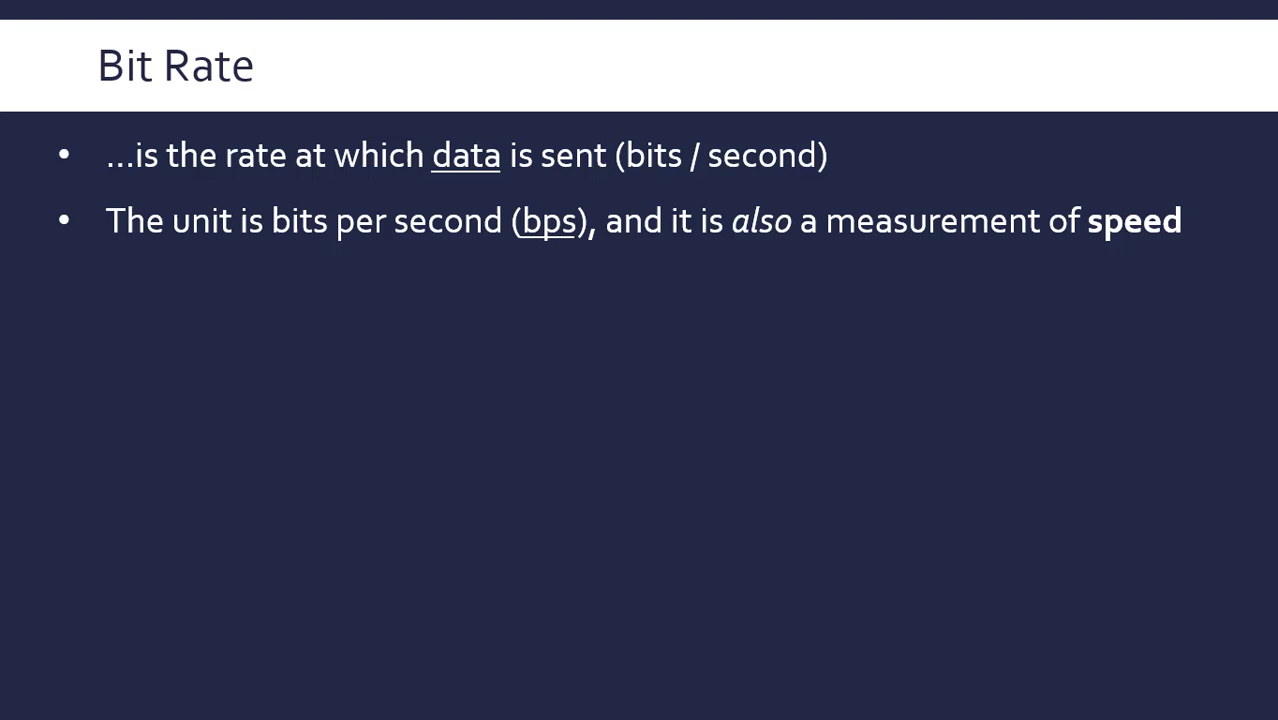 Bit Rate
• ...is the rate at which data is sent (bits / second)
• The unit is bits per second (bps), and it is also a measurement of speed